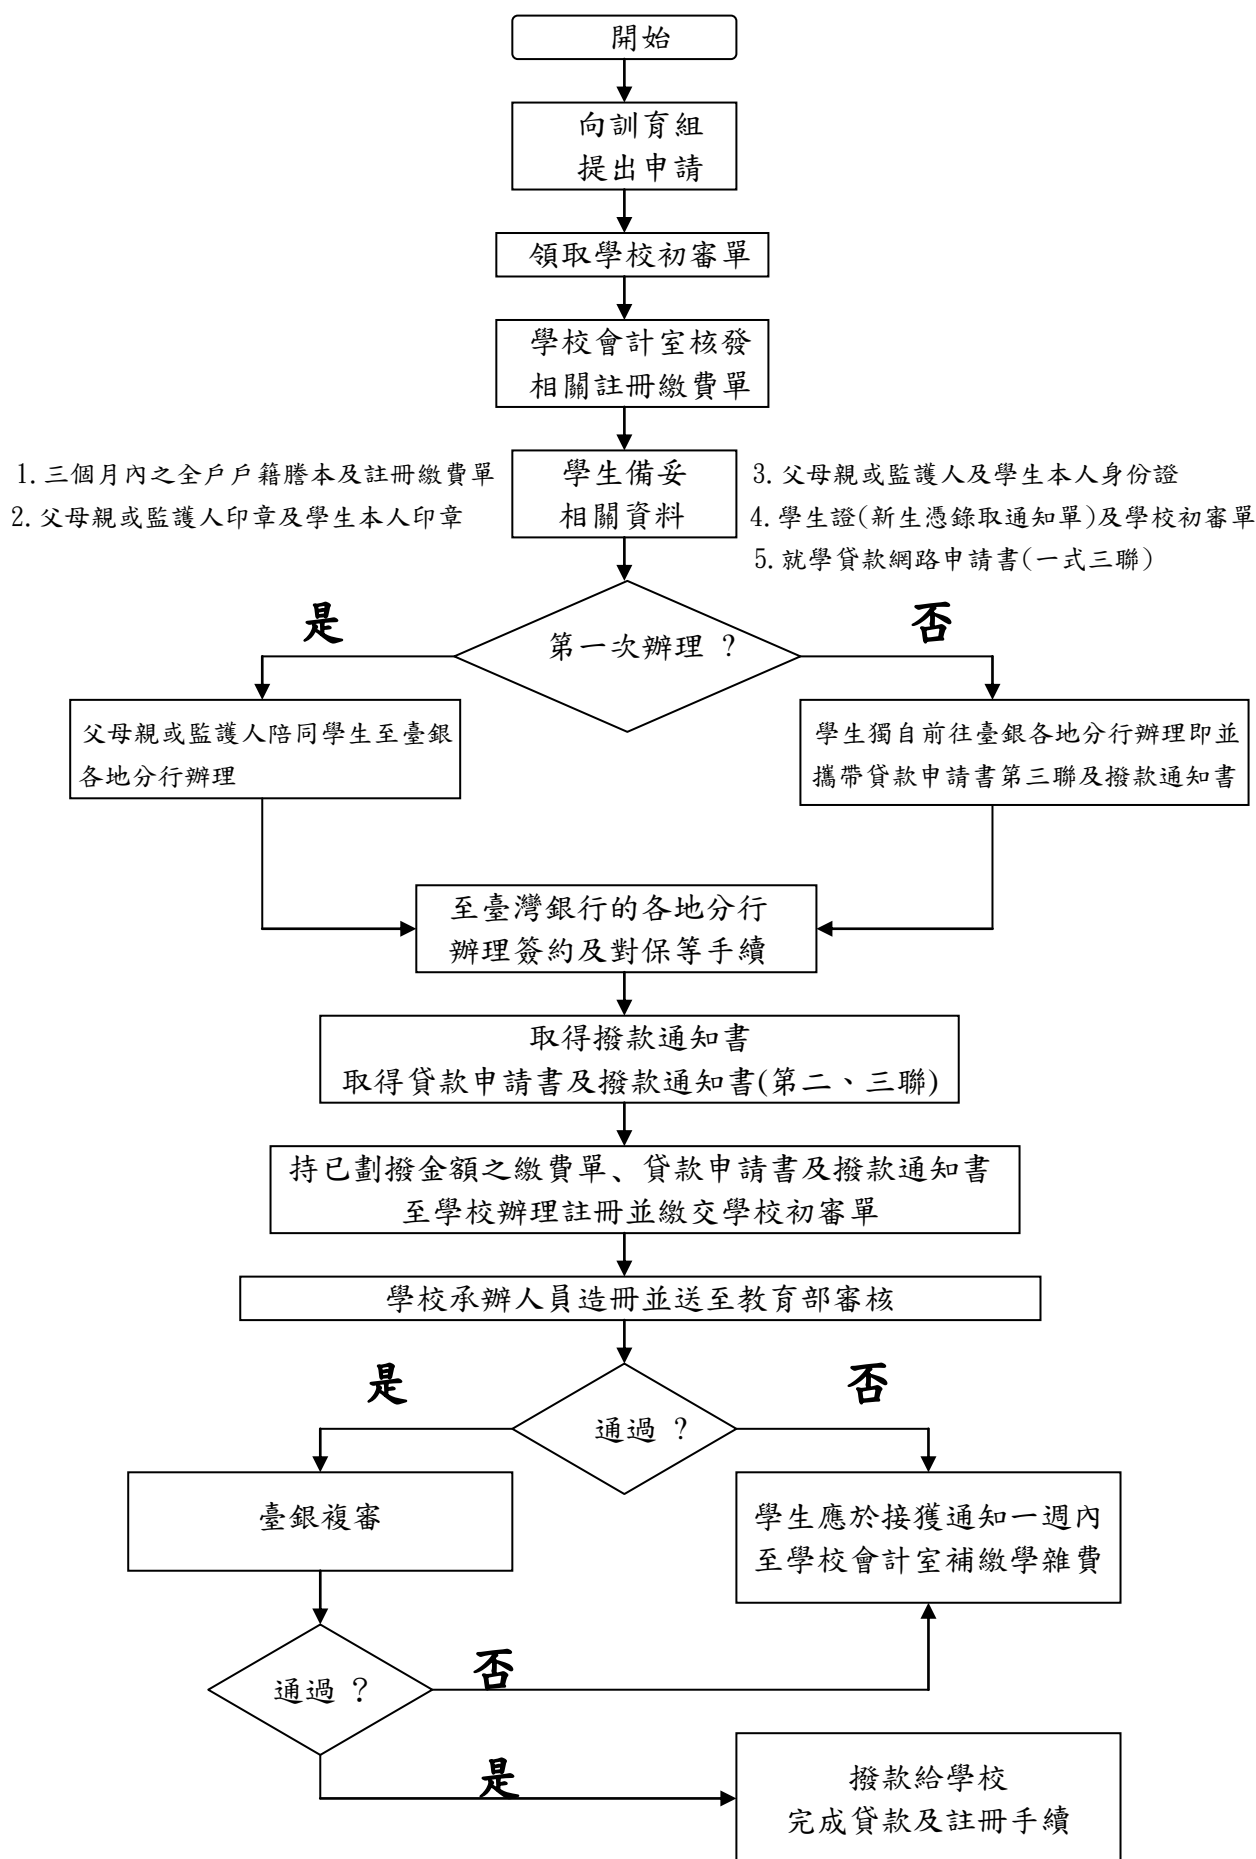 開始
向訓育組
提出申請
領取學校初審單
學校會計室核發
相關註冊繳費單
1.三個月內之全戶戶籍謄本及註冊繳費單
2.父母親或監護人印章及學生本人印章
學生備妥
相關資料
3.父母親或監護人及學生本人身份證
4.學生證(新生憑錄取通知單)及學校初審單
5.就學貸款網路申請書(一式三聯)
是
第一次辦理 ?
否
父母親或監護人陪同學生至臺銀
各地分行辦理
學生獨自前往臺銀各地分行辦理即並
攜帶貸款申請書第三聯及撥款通知書
至臺灣銀行的各地分行
辦理簽約及對保等手續
取得撥款通知書
取得貸款申請書及撥款通知書(第二、三聯)
持已劃撥金額之繳費單、貸款申請書及撥款通知書
至學校辦理註冊並繳交學校初審單
學校承辦人員造冊並送至教育部審核
是
通過 ?
否
臺銀複審
學生應於接獲通知一週內
至學校會計室補繳學雜費
通過 ?
否
是
撥款給學校
完成貸款及註冊手續